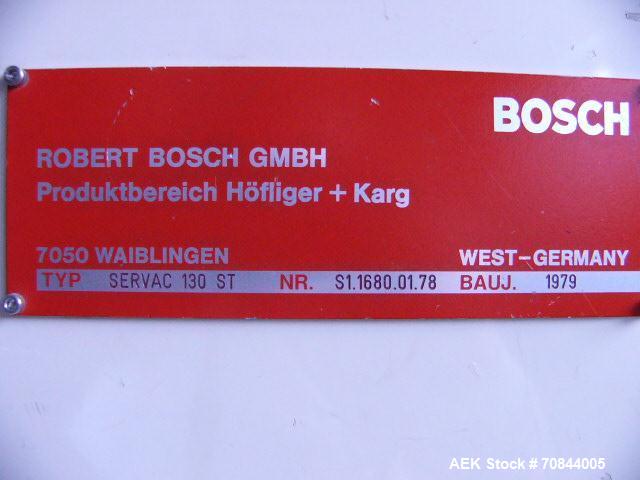 BOSCH
ROBERT BOSCH GMBH
Produktbereich Höfliger + Karg
7050 WAIBLINGEN WEST-GERMANY
TYP SERVAC 130 ST NR. S1.1680.01.78 BAUJ. 1979
AEK Stock # 70844005